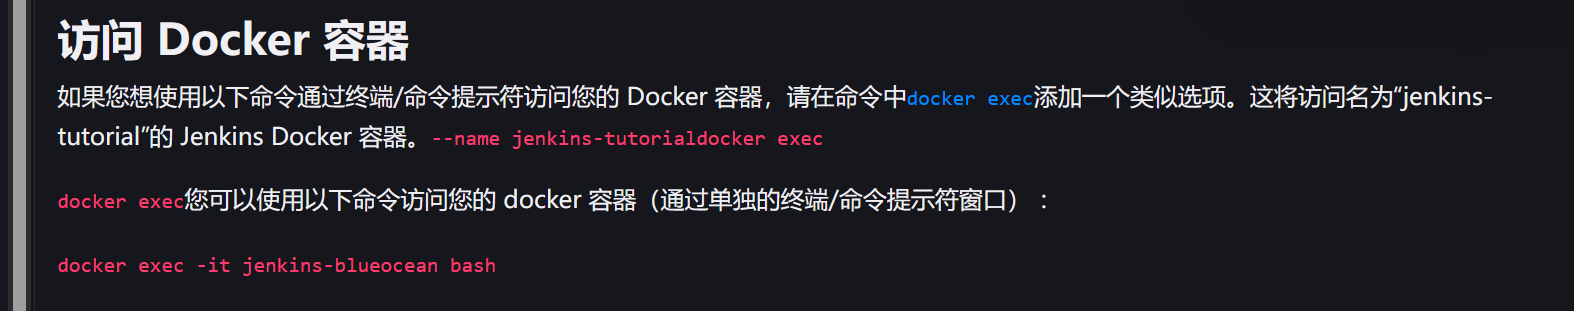 访问 Docker 容器
如果您想使用以下命令通过终端/命令提示符访问您的 Docker 容器，请在命令中docker exec添加一个类似选项。这将访问名为“jenkins-
tutorial”的 Jenkins Docker 容器。--name jenkins-tutorialdocker exec
docker exec您可以使用以下命令访问您的 docker 容器（通过单独的终端/命令提示符窗口）：
docker exec -it jenkins-blueocean bash